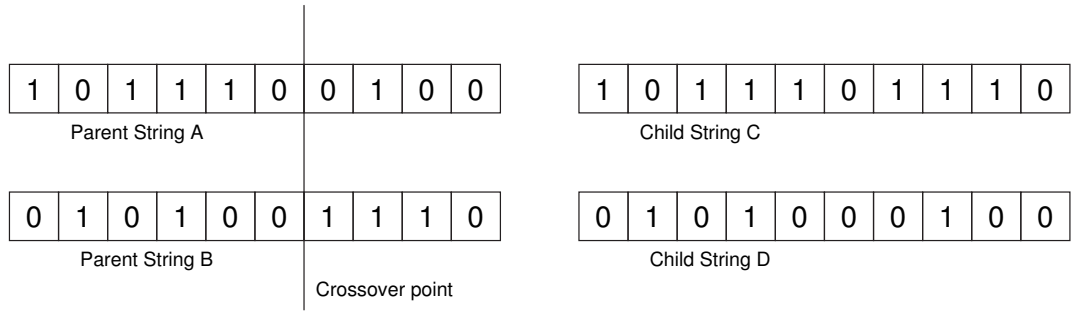 1 0 1 1 1 0 0 1 0 0
Parent String A
1 0 1 1 1 0 1 1 1 0
Child String C
0 1 0 1 0 0 1 1 1 0
Parent String B
0 1 0 1 0 0 0 1 0 0
Child String D
Crossover point